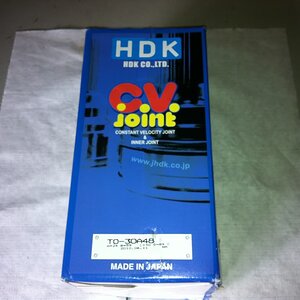 HDK
HDK CO.,LTD.
CV
joint
CONSTANT VELOCITY JOINT
&
INNER JOINT
www.jhdk.co.jp
TO-30A48
MADE IN JAPAN